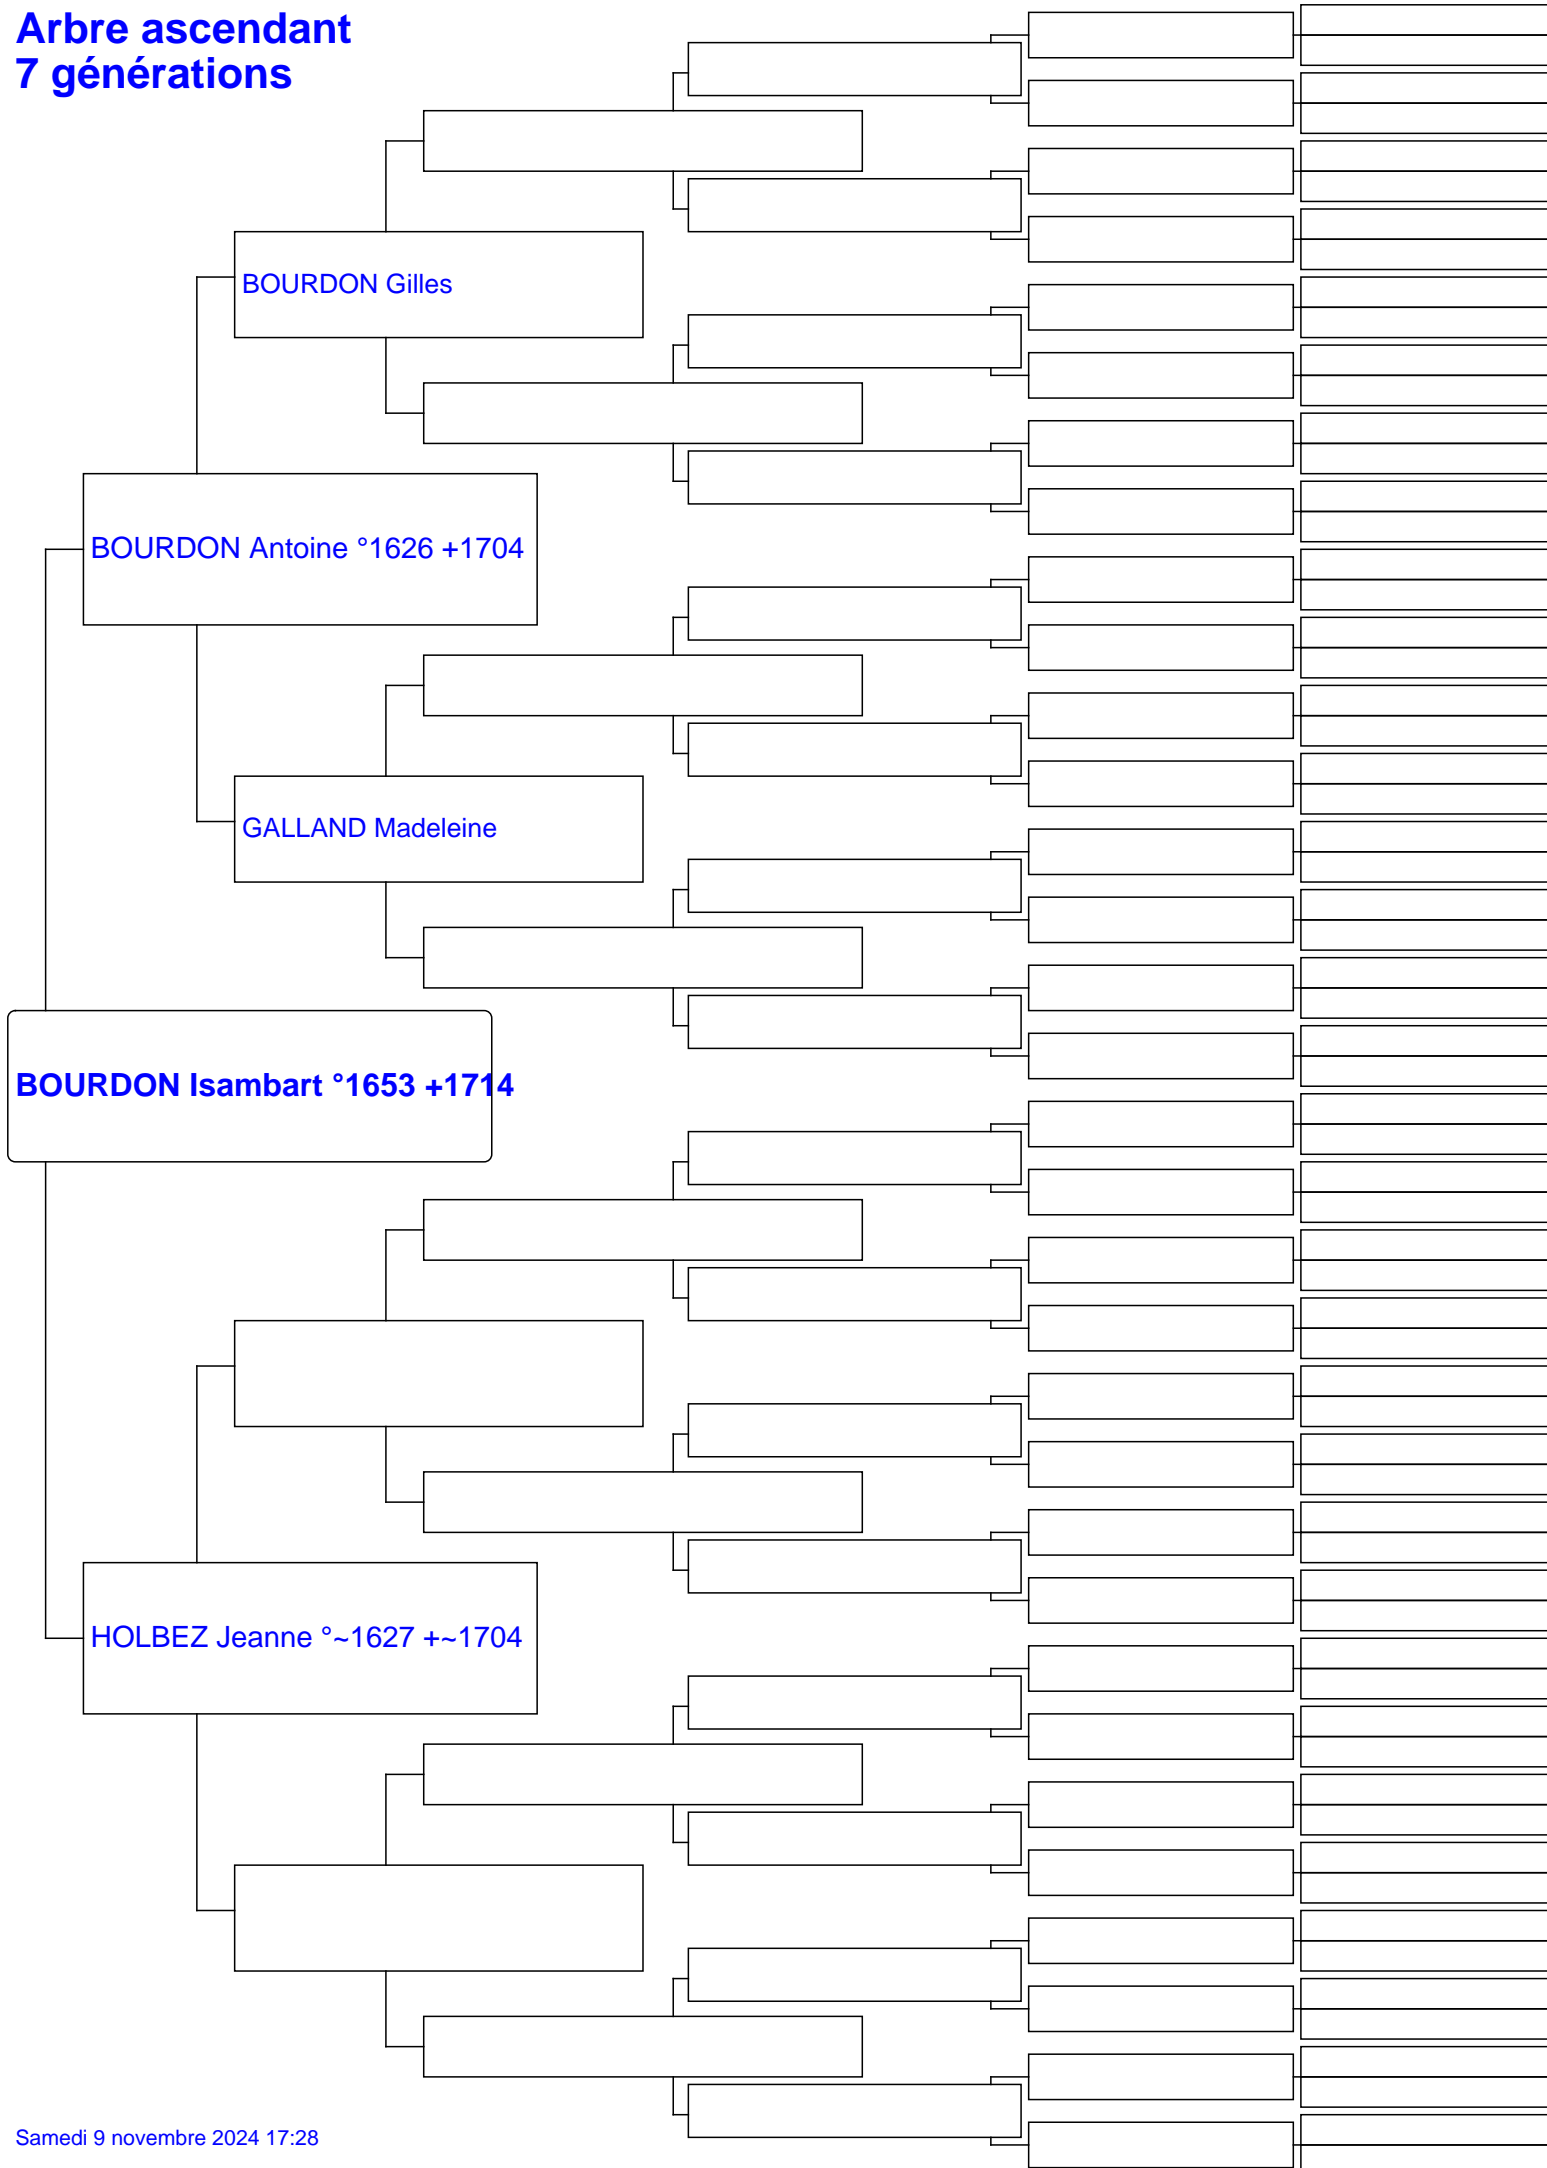 Arbre ascendant
7 générations
BOURDON Gilles
BOURDON Antoine °1626 +1704
GALLAND Madeleine
BOURDON Isambart °1653 +1714
HOLBEZ Jeanne °~1627 +~1704
Samedi 9 novembre 2024 17:28